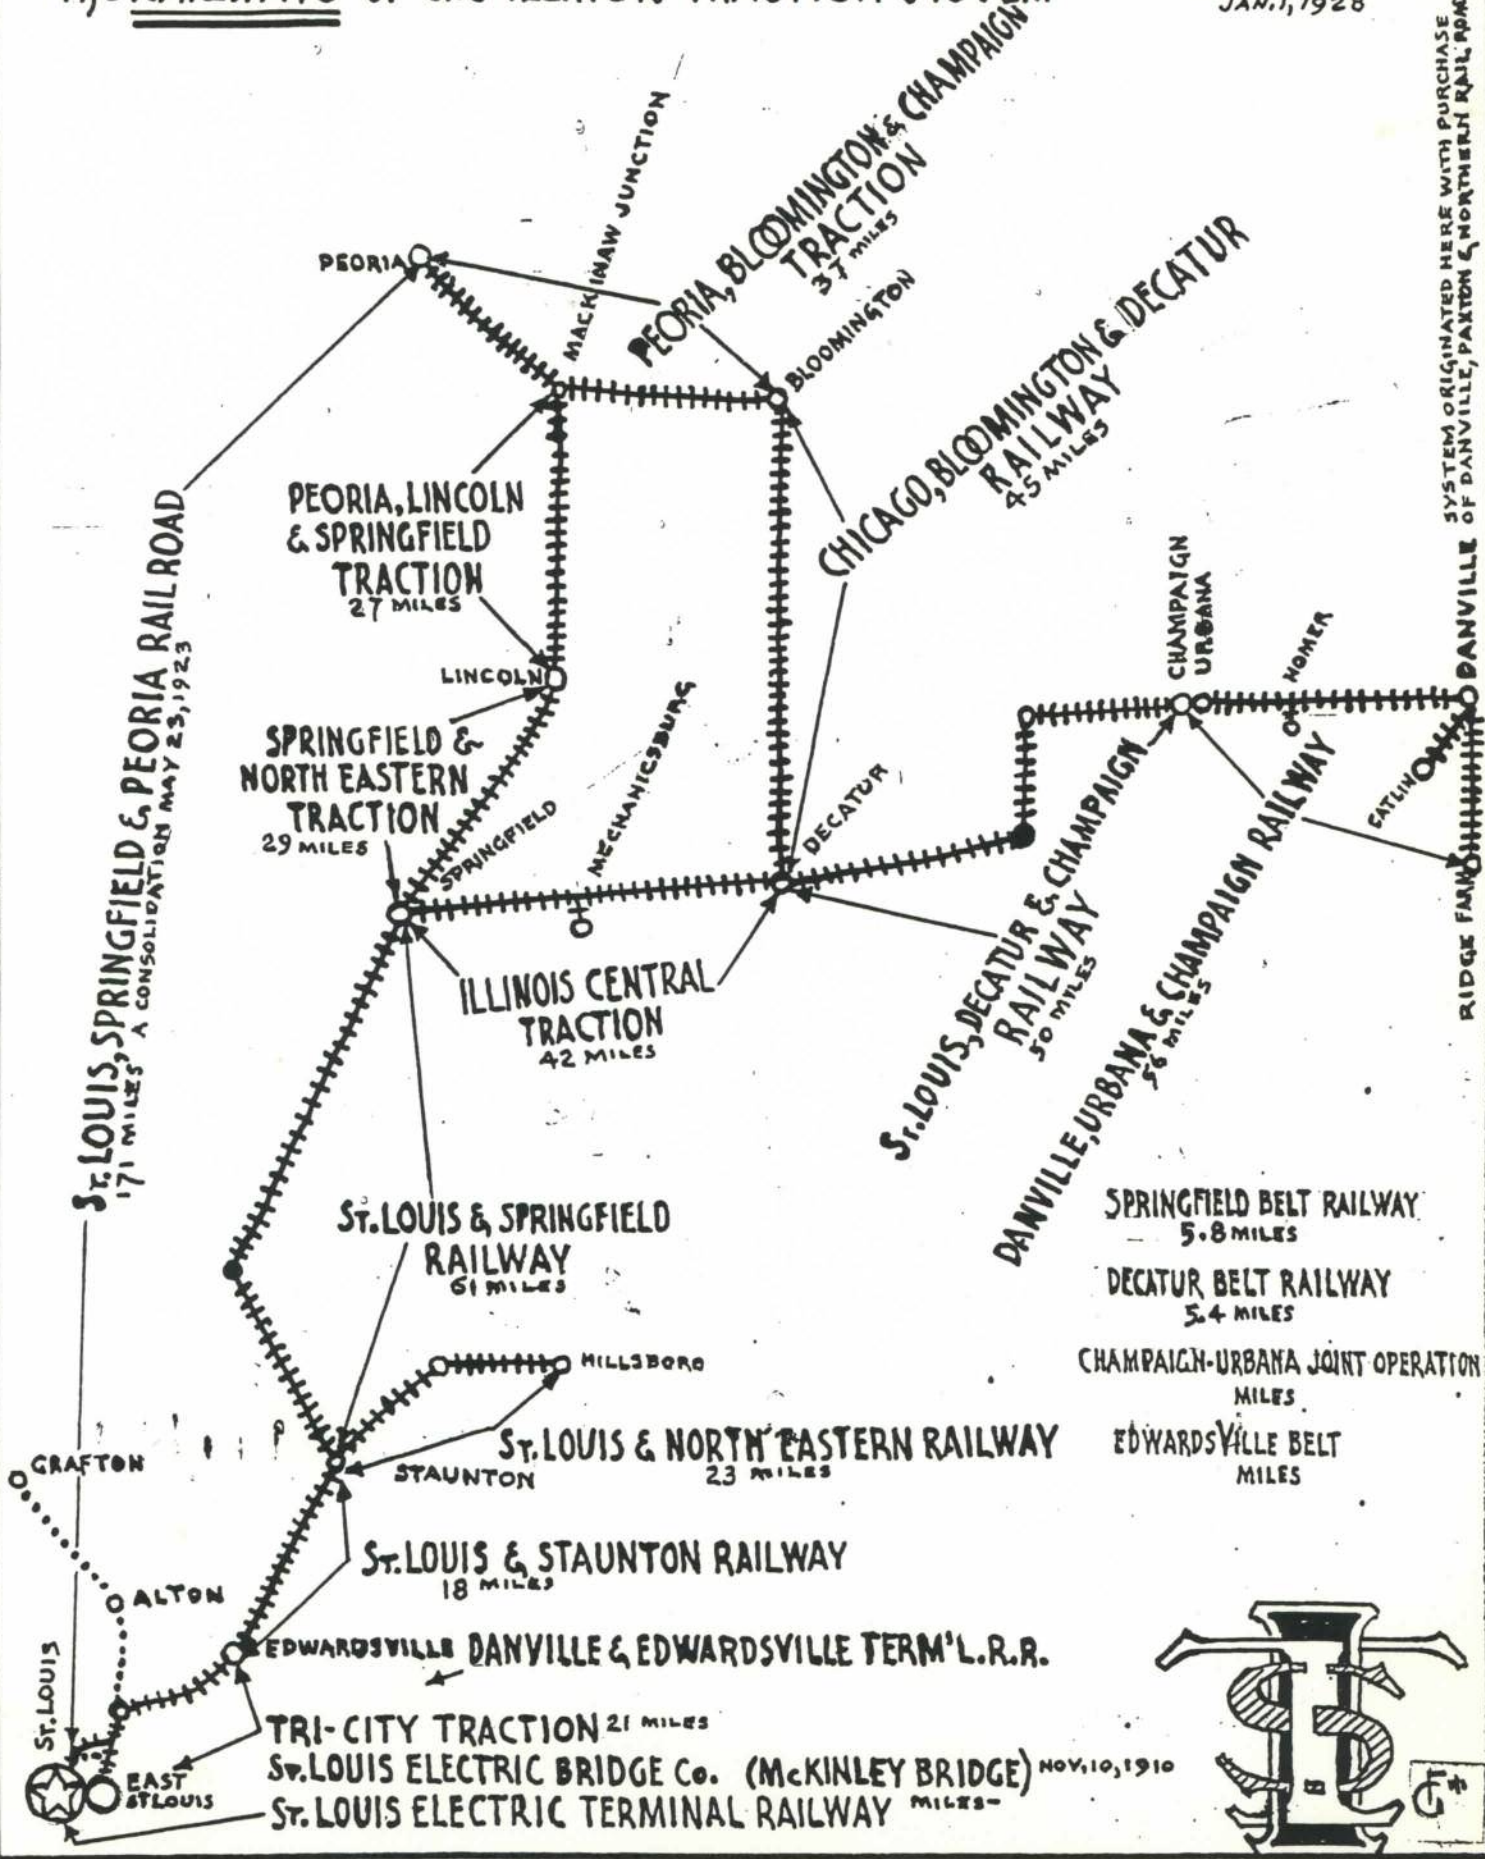 JAN. 1, 1928
SYSTEM ORIGINATED HERE WITH PURCHASE
OF DANVILLE, PAXTON & NORTHERN RAIL ROAD
MACKINAW JUNCTION
PEORIA, BLOOMINGTON & CHAMPAIGN
TRACTION
37 MILES
PEORIA
BLOOMINGTON
CHICAGO, BLOOMINGTON & DECATUR
RAILWAY
45 MILES
PEORIA, LINCOLN
& SPRINGFIELD
TRACTION
27 MILES
LINCOLN
ST. LOUIS, SPRINGFIELD & PEORIA RAILROAD
171 MILES A CONSOLIDATION MAY 23, 1923
SPRINGFIELD &
NORTH EASTERN
TRACTION
29 MILES
SPRINGFIELD
MECHANICSBURG
DECATUR
CHAMPAIGN
URBANA
HOMER
DANVILLE
CATLIN
RIDGE FARM
ILLINOIS CENTRAL
TRACTION
42 MILES
ST. LOUIS, DECATUR & CHAMPAIGN
RAILWAY
50 MILES
DANVILLE, URBANA & CHAMPAIGN RAILWAY
56 MILES
ST. LOUIS & SPRINGFIELD
RAILWAY
61 MILES
SPRINGFIELD BELT RAILWAY
5.8 MILES
DECATUR BELT RAILWAY
5.4 MILES
CHAMPAIGN-URBANA JOINT OPERATION
MILES
EDWARDSVILLE BELT
MILES
HILLSBORO
ST. LOUIS & NORTH EASTERN RAILWAY
23 MILES
STAUNTON
GRAFTON
ST. LOUIS & STAUNTON RAILWAY
18 MILES
ALTON
EDWARDSVILLE
DANVILLE & EDWARDSVILLE TERM'L. R.R.
ST. LOUIS
TRI-CITY TRACTION 21 MILES
EAST
ST LOUIS
ST. LOUIS ELECTRIC BRIDGE Co. (McKINLEY BRIDGE) NOV. 10, 1910
ST. LOUIS ELECTRIC TERMINAL RAILWAY MILES-
ITS